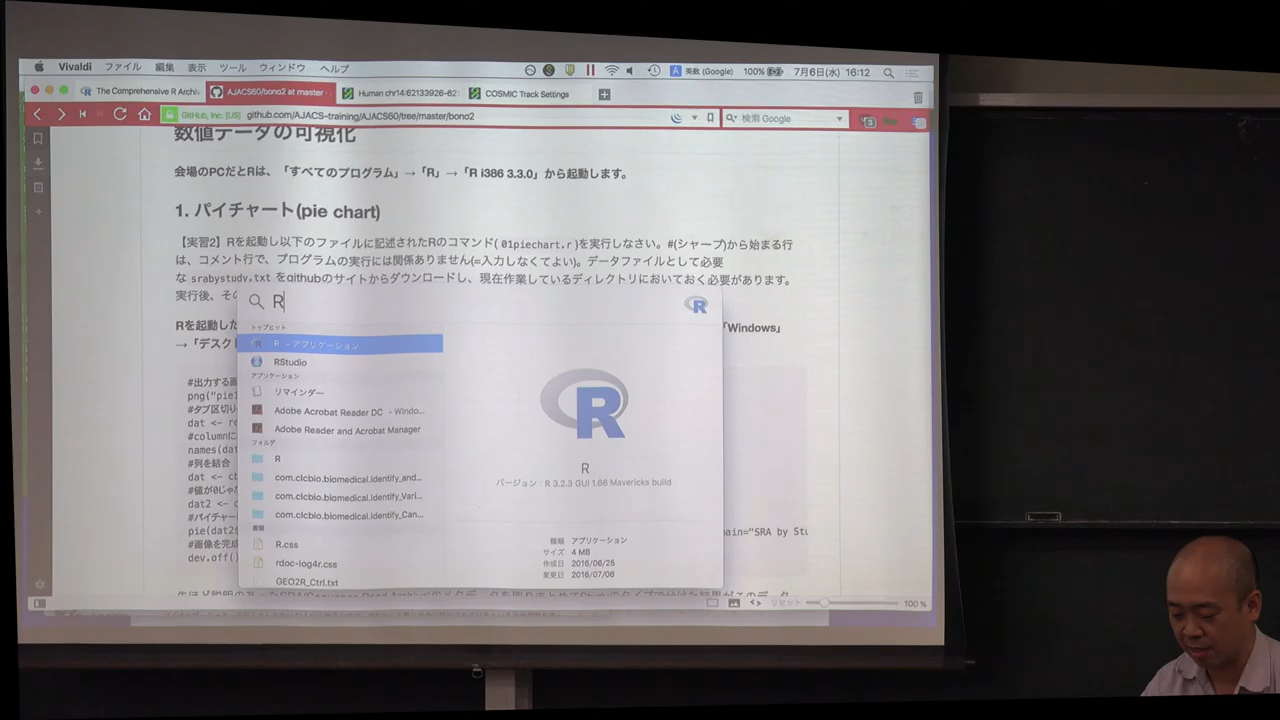 Vivaldi ファイル 編集 表示 ツール ウィンドウ ヘルプ
A 英数 (Google) 100% 7月6日(水) 16:12
The Comprehensive R Archi
AJACS60/bono2 at master
Human chr14:62133926-62
COSMIC Track Settings
GitHub, Inc. [US] github.com/AJACS-training/AJACS60/tree/master/bono2
検索 Google
数値データの可視化
会場のPCだとRは、「すべてのプログラム」→「R」→「R i386 3.3.0」から起動します。
1. パイチャート(pie chart)
【実習2】Rを起動し以下のファイルに記述されたRのコマンド( 01piechart.r )を実行しなさい。#(シャープ)から始まる行
は、コメント行で、プログラムの実行には関係ありません(=入力しなくてよい)。データファイルとして必要
な srabystudy.txt をgithubのサイトからダウンロードし、現在作業しているディレクトリにおいておく必要があります。
実行後、その
Rを起動した
「Windows」
→「デスクト
#出力する画
png("pie1
#タブ区切り
dat <- re
#columnに
names(dat
#列を結合
dat <- cb
#値が0じゃな
dat2 <- d
#パイチャー
pie(dat2$
main="SRA by Stu
#画像を完成
dev.off()
R
トップヒット
R - アプリケーション
RStudio
アプリケーション
リマインダー
Adobe Acrobat Reader DC - Windo...
Adobe Reader and Acrobat Manager
フォルダ
R
com.clcbio.biomedical.Identify_and...
com.clcbio.biomedical.Identify_Vari...
com.clcbio.biomedical.Identify_Can...
書類
R.css
rdoc-log4r.css
GEO2R_Ctrl.txt
R
R
バージョン：R 3.2.3 GUI 1.66 Mavericks build
種類 アプリケーション
サイズ 4 MB
作成日 2016/06/25
変更日 2016/07/06
リセット 100 %